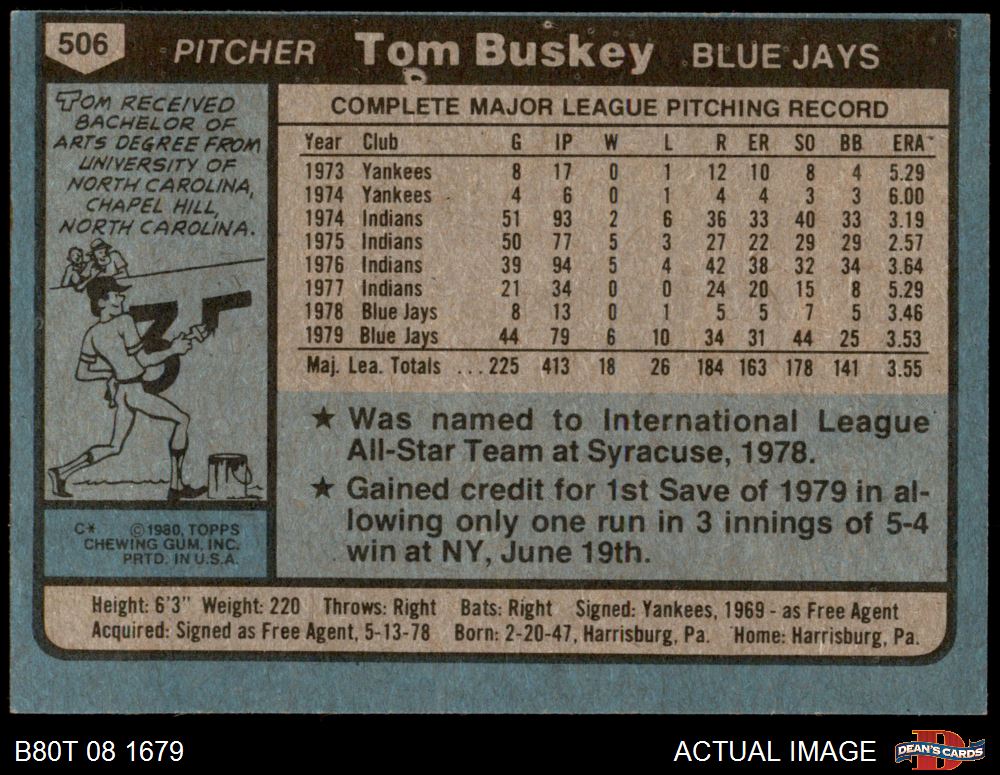 506 PITCHER Tom Buskey BLUE JAYS
TOM RECEIVED
BACHELOR OF
ARTS DEGREE FROM
UNIVERSITY OF
NORTH CAROLINA,
CHAPEL HILL,
NORTH CAROLINA.
C* ©1980, TOPPS
CHEWING GUM, INC.
PRTD. IN U.S.A.
COMPLETE MAJOR LEAGUE PITCHING RECORD
Year Club G IP W L R ER SO BB ERA
1973 Yankees 8 17 0 1 12 10 8 4 5.29
1974 Yankees 4 6 0 1 4 4 3 3 6.00
1974 Indians 51 93 2 6 36 33 40 33 3.19
1975 Indians 50 77 5 3 27 22 29 29 2.57
1976 Indians 39 94 5 4 42 38 32 34 3.64
1977 Indians 21 34 0 0 24 20 15 8 5.29
1978 Blue Jays 8 13 0 1 5 5 7 5 3.46
1979 Blue Jays 44 79 6 10 34 31 44 25 3.53
Maj. Lea. Totals ... 225 413 18 26 184 163 178 141 3.55
★ Was named to International League
All-Star Team at Syracuse, 1978.
★ Gained credit for 1st Save of 1979 in al-
lowing only one run in 3 innings of 5-4
win at NY, June 19th.
Height: 6'3" Weight: 220 Throws: Right Bats: Right Signed: Yankees, 1969 - as Free Agent
Acquired: Signed as Free Agent, 5-13-78 Born: 2-20-47, Harrisburg, Pa. Home: Harrisburg, Pa.
B80T 08 1679 ACTUAL IMAGE DEAN'S CARDS